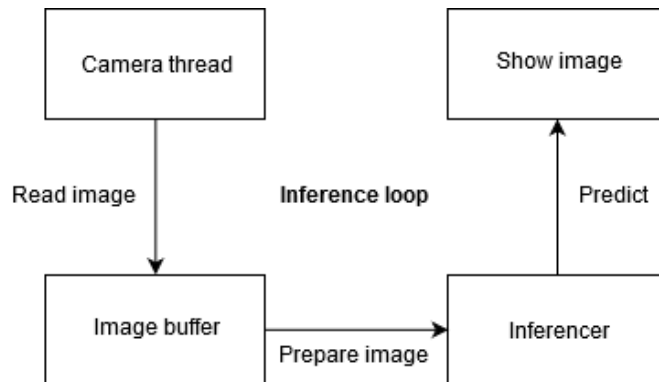 Camera thread
Show image
Read image
Inference loop
Predict
Image buffer
Prepare image
Inferencer